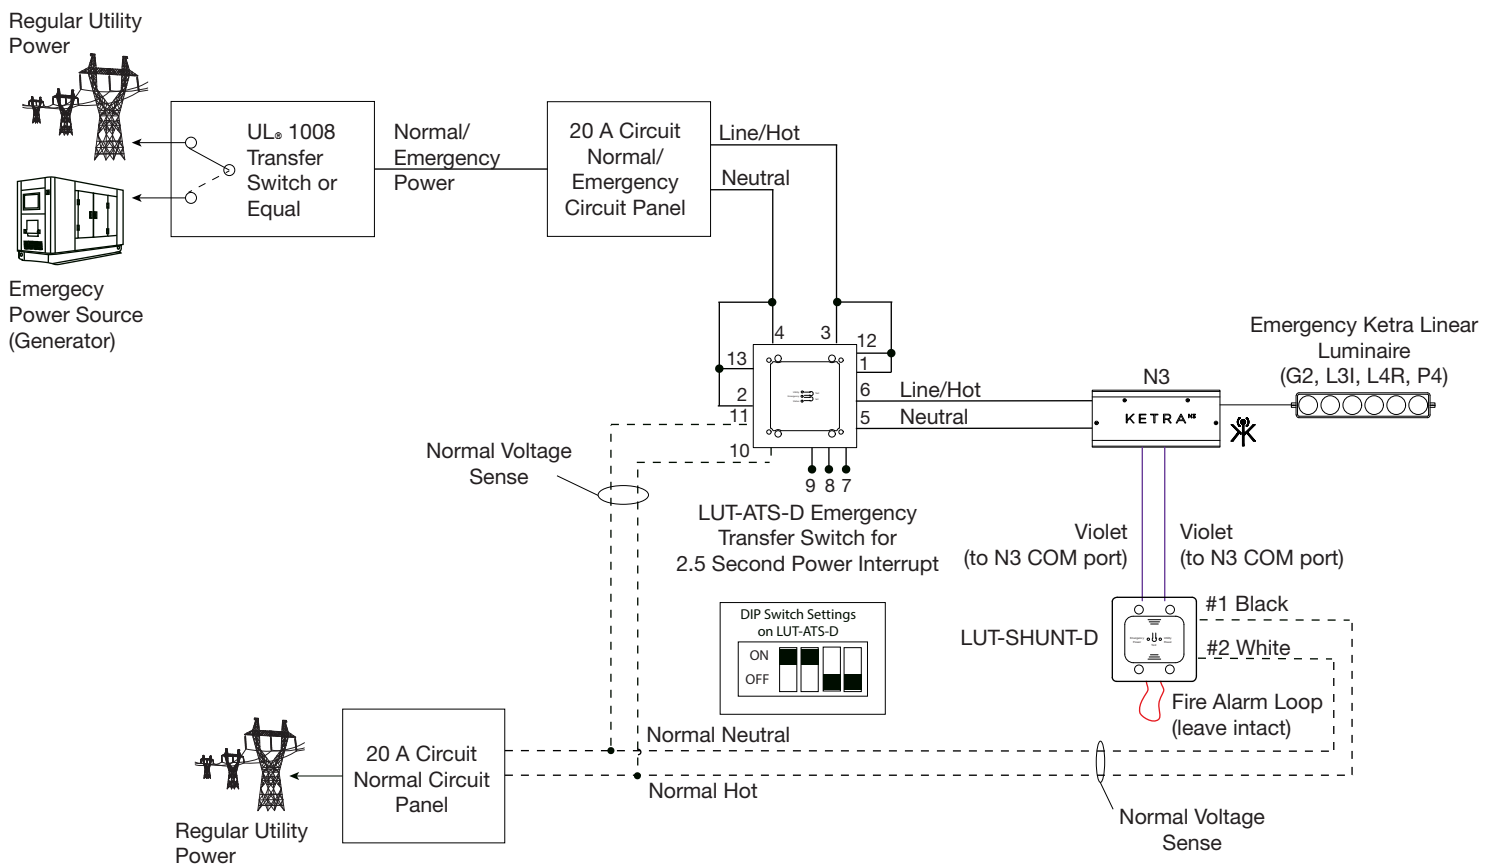 Regular Utility
Power
UL® 1008
Transfer
Switch or
Equal
Normal/
Emergency
Power
20 A Circuit
Normal/
Emergency
Circuit Panel
Line/Hot
Neutral
Emergecy
Power Source
(Generator)
4
3
12
13
1
2
6
11
5
10
9 8 7
Line/Hot
Neutral
N3
KETRA N3
Emergency Ketra Linear
Luminaire
(G2, L3I, L4R, P4)
Normal Voltage
Sense
LUT-ATS-D Emergency
Transfer Switch for
2.5 Second Power Interrupt
Violet
(to N3 COM port)
Violet
(to N3 COM port)
DIP Switch Settings
on LUT-ATS-D
ON
OFF
LUT-SHUNT-D
#1 Black
#2 White
Fire Alarm Loop
(leave intact)
Normal Neutral
Normal Hot
20 A Circuit
Normal Circuit
Panel
Regular Utility
Power
Normal Voltage
Sense